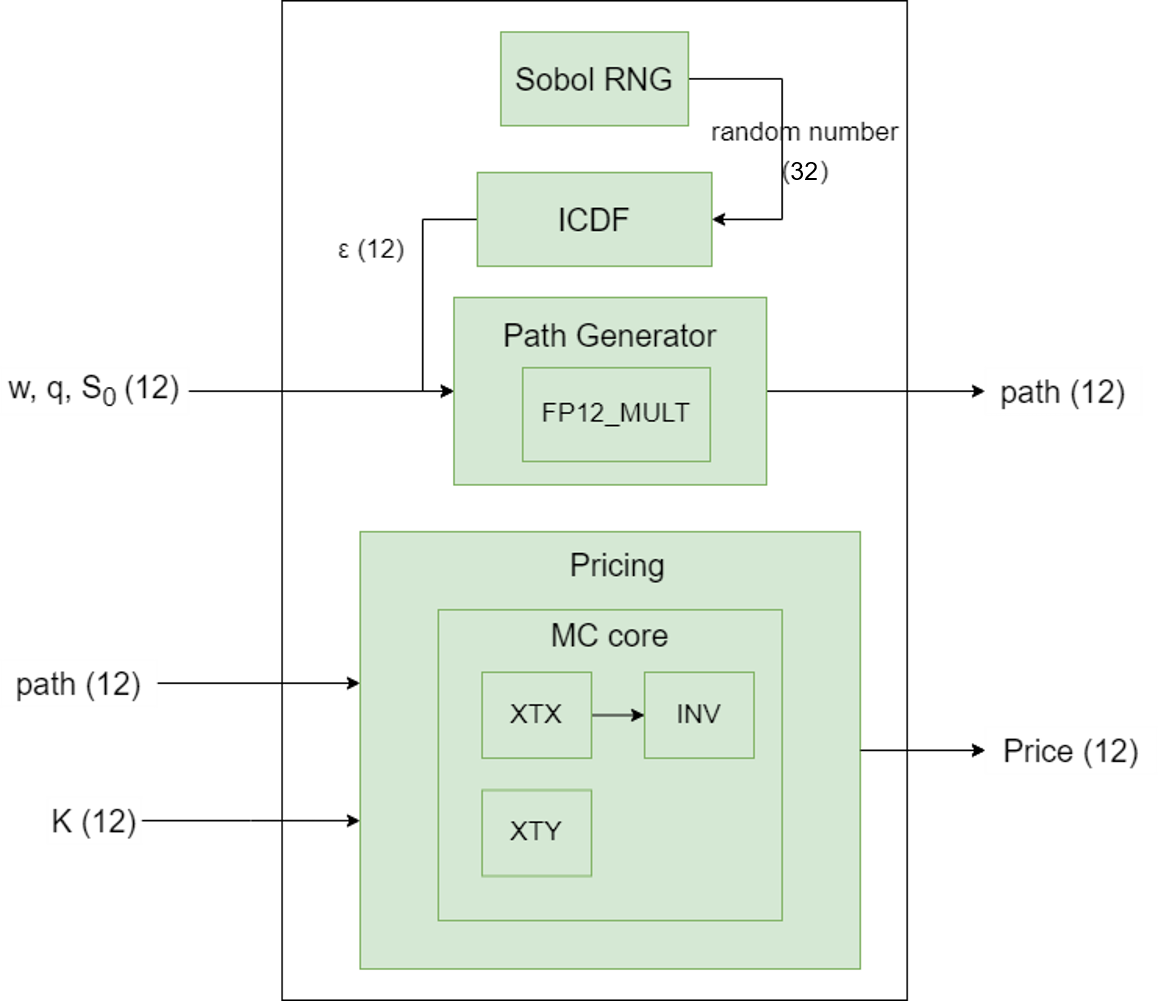 Sobol RNG
random number
(32)
ICDF
ε (12)
Path Generator
FP12_MULT
w, q, S₀ (12)
path (12)
Pricing
MC core
XTX
INV
path (12)
XTY
K (12)
Price (12)